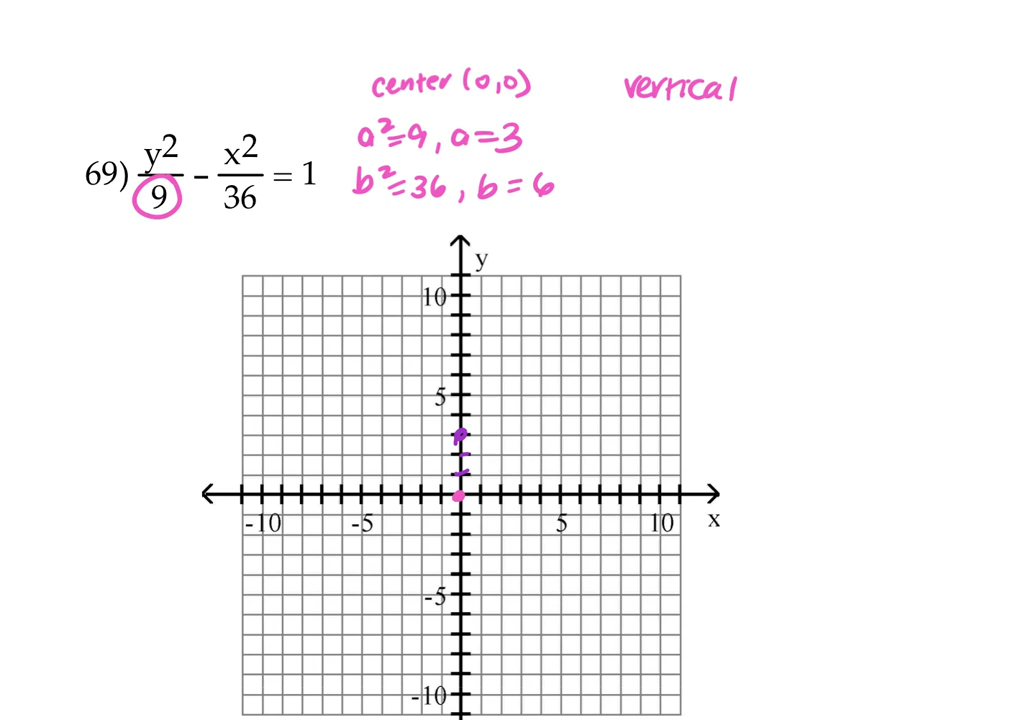 center (0,0) vertical
a²=9, a=3
69) y²/9 - x²/36 = 1
b²=36, b=6
y
10
5
-10 -5 5 10 x
-5
-10